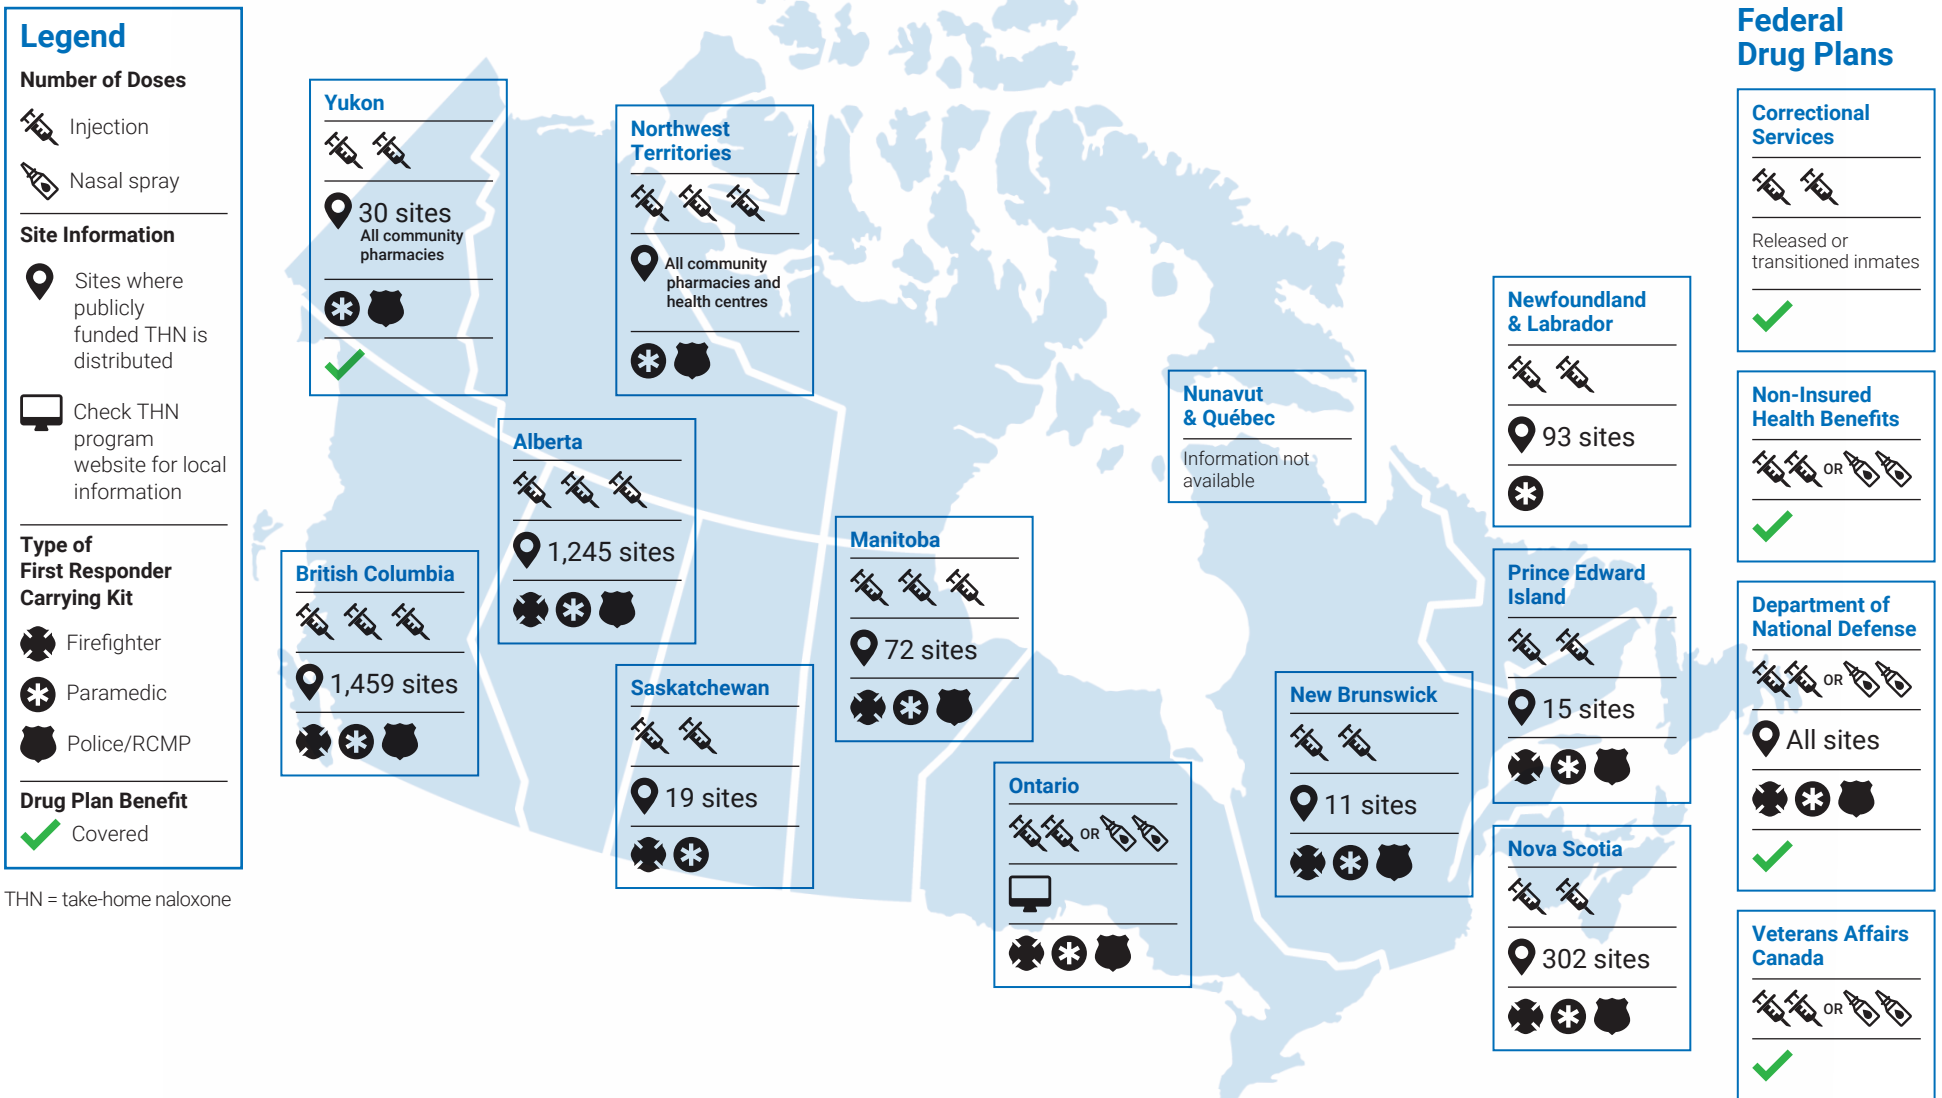 Legend
Number of Doses
Injection
Nasal spray
Site Information
Sites where
publicly
funded THN is
distributed
Check THN
program
website for local
information
Type of
First Responder
Carrying Kit
Firefighter
Paramedic
Police/RCMP
Drug Plan Benefit
Covered
THN = take-home naloxone
Yukon
30 sites
All community
pharmacies
Northwest
Territories
All community
pharmacies and
health centres
British Columbia
1,459 sites
Alberta
1,245 sites
Saskatchewan
19 sites
Manitoba
72 sites
Ontario
OR
Nunavut
& Québec
Information not
available
New Brunswick
11 sites
Newfoundland
& Labrador
93 sites
Prince Edward
Island
15 sites
Nova Scotia
302 sites
Federal
Drug Plans
Correctional
Services
Released or
transitioned inmates
Non-Insured
Health Benefits
OR
Department of
National Defense
OR
All sites
Veterans Affairs
Canada
OR